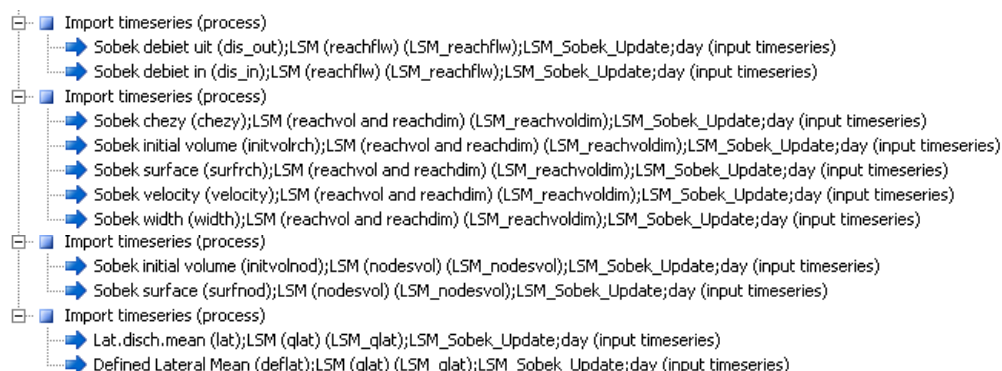 Import timeseries (process)
Sobek debiet uit (dis_out);LSM (reachflw) (LSM_reachflw);LSM_Sobek_Update;day (input timeseries)
Sobek debiet in (dis_in);LSM (reachflw) (LSM_reachflw);LSM_Sobek_Update;day (input timeseries)
Import timeseries (process)
Sobek chezy (chezy);LSM (reachvol and reachdim) (LSM_reachvoldim);LSM_Sobek_Update;day (input timeseries)
Sobek initial volume (initvolrch);LSM (reachvol and reachdim) (LSM_reachvoldim);LSM_Sobek_Update;day (input timeseries)
Sobek surface (surfrch);LSM (reachvol and reachdim) (LSM_reachvoldim);LSM_Sobek_Update;day (input timeseries)
Sobek velocity (velocity);LSM (reachvol and reachdim) (LSM_reachvoldim);LSM_Sobek_Update;day (input timeseries)
Sobek width (width);LSM (reachvol and reachdim) (LSM_reachvoldim);LSM_Sobek_Update;day (input timeseries)
Import timeseries (process)
Sobek initial volume (initvolnod);LSM (nodesvol) (LSM_nodesvol);LSM_Sobek_Update;day (input timeseries)
Sobek surface (surfnod);LSM (nodesvol) (LSM_nodesvol);LSM_Sobek_Update;day (input timeseries)
Import timeseries (process)
Lat.disch.mean (lat);LSM (qlat) (LSM_qlat);LSM_Sobek_Update;day (input timeseries)
Defined Lateral Mean (deflat);LSM (qlat) (LSM_qlat);LSM_Sobek_Update;day (input timeseries)